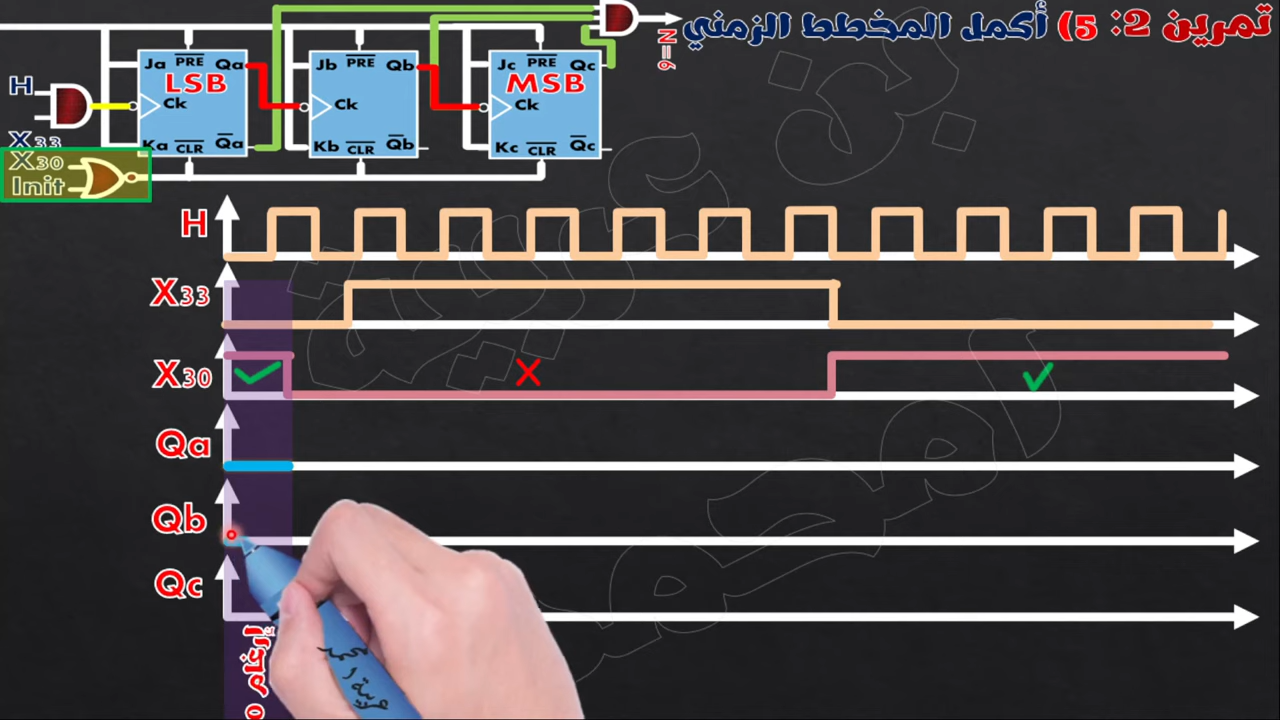 تمرين 2: 5) أكمل المخطط الزمني
N=6
Ja PRE Qa
LSB
Ck
Ka CLR Qa
Jb PRE Qb
Ck
Kb CLR Qb
Jc PRE Qc
MSB
Ck
Kc CLR Qc
H
X33
X30
Init
H
X33
X30
Qa
Qb
Qc
إرغام 0